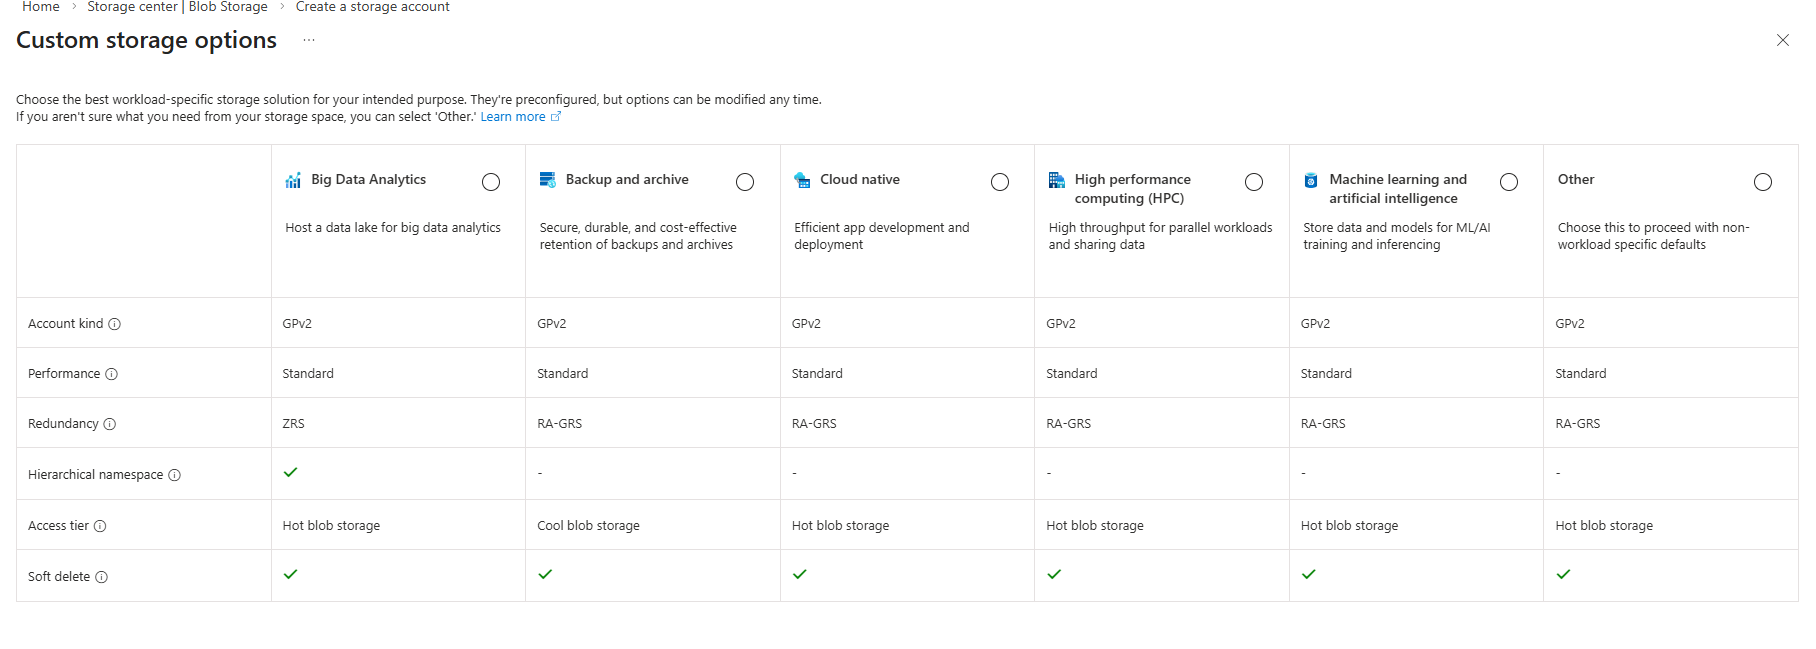 Home > Storage center | Blob Storage > Create a storage account
Custom storage options ...
Choose the best workload-specific storage solution for your intended purpose. They're preconfigured, but options can be modified any time.
If you aren't sure what you need from your storage space, you can select 'Other.' Learn more
Big Data Analytics
Host a data lake for big data analytics
Backup and archive
Secure, durable, and cost-effective
retention of backups and archives
Cloud native
Efficient app development and
deployment
High performance
computing (HPC)
High throughput for parallel workloads
and sharing data
Machine learning and
artificial intelligence
Store data and models for ML/AI
training and inferencing
Other
Choose this to proceed with non-
workload specific defaults
Account kind GPv2 GPv2 GPv2 GPv2 GPv2 GPv2
Performance Standard Standard Standard Standard Standard Standard
Redundancy ZRS RA-GRS RA-GRS RA-GRS RA-GRS RA-GRS
Hierarchical namespace - - - - -
Access tier Hot blob storage Cool blob storage Hot blob storage Hot blob storage Hot blob storage Hot blob storage
Soft delete